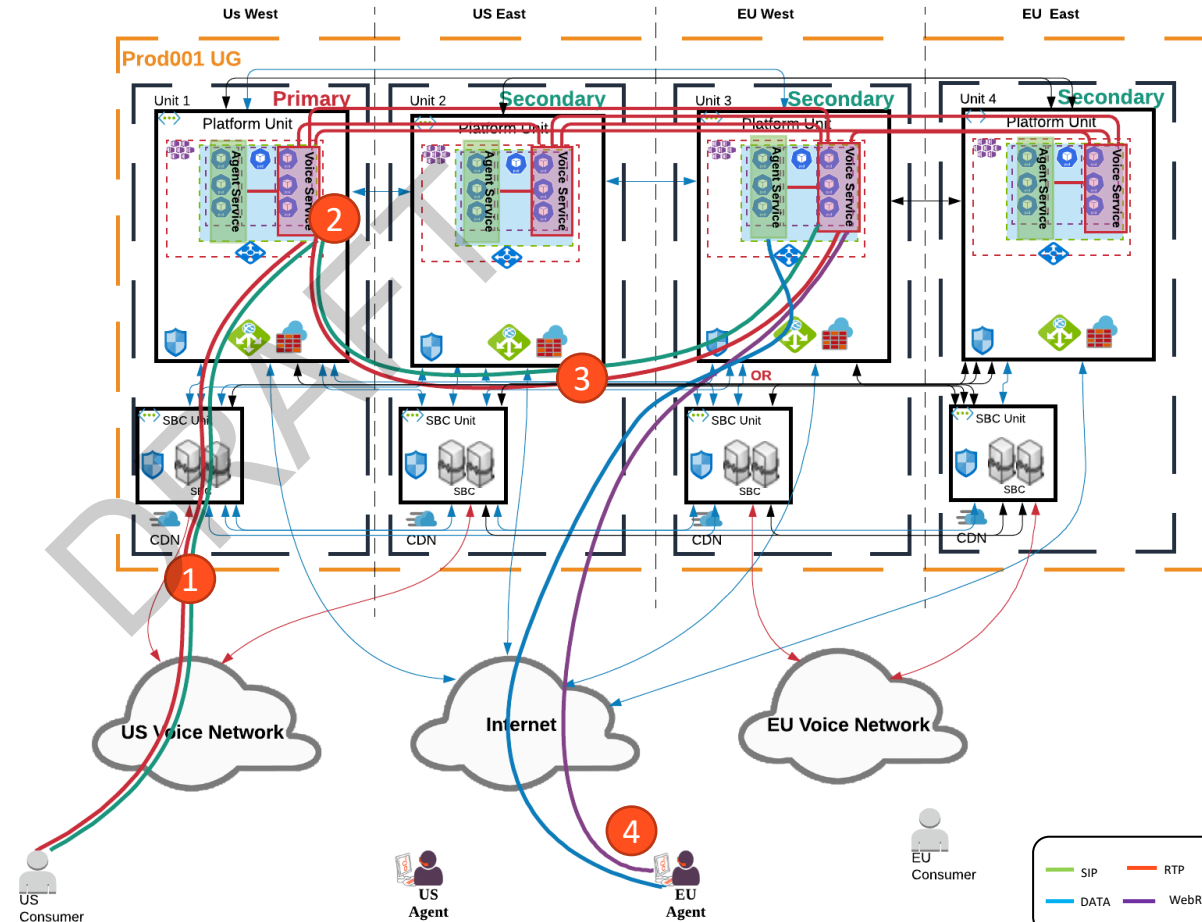 Us West
US East
EU West
EU East
Prod001 UG
Unit 1
Primary
Platform Unit
Agent Service
Voice Service
Unit 2
Secondary
Platform Unit
Agent Service
Voice Service
Unit 3
Secondary
Platform Unit
Agent Service
Voice Service
Unit 4
Secondary
Platform Unit
Agent Service
Voice Service
2
3
OR
SBC Unit
SBC
CDN
SBC Unit
SBC
CDN
SBC Unit
SBC
CDN
SBC Unit
SBC
CDN
DRAFT
1
US Voice Network
Internet
EU Voice Network
4
US
Consumer
US
Agent
EU
Agent
EU
Consumer
SIP
RTP
DATA
WebR